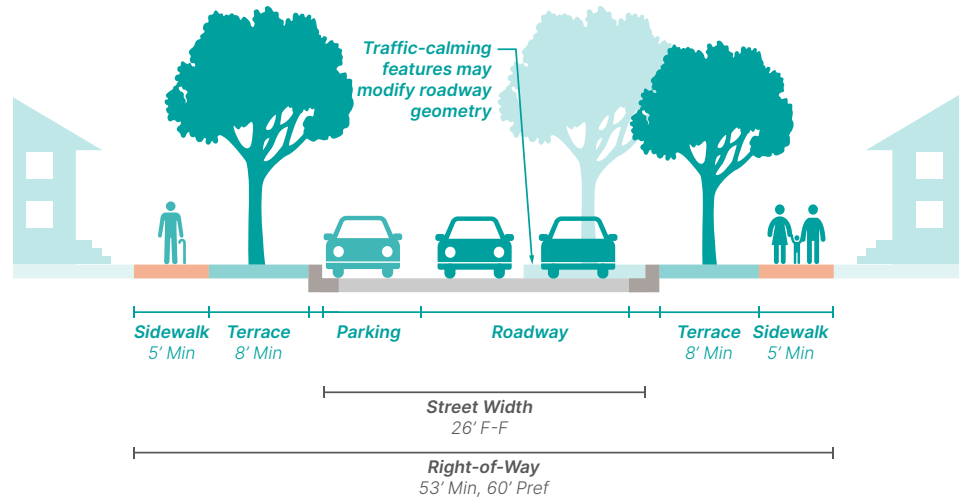 Traffic-calming
features may
modify roadway
geometry
Sidewalk
5’ Min
Terrace
8’ Min
Parking
Roadway
Terrace
8’ Min
Sidewalk
5’ Min
Street Width
26’ F-F
Right-of-Way
53’ Min, 60’ Pref